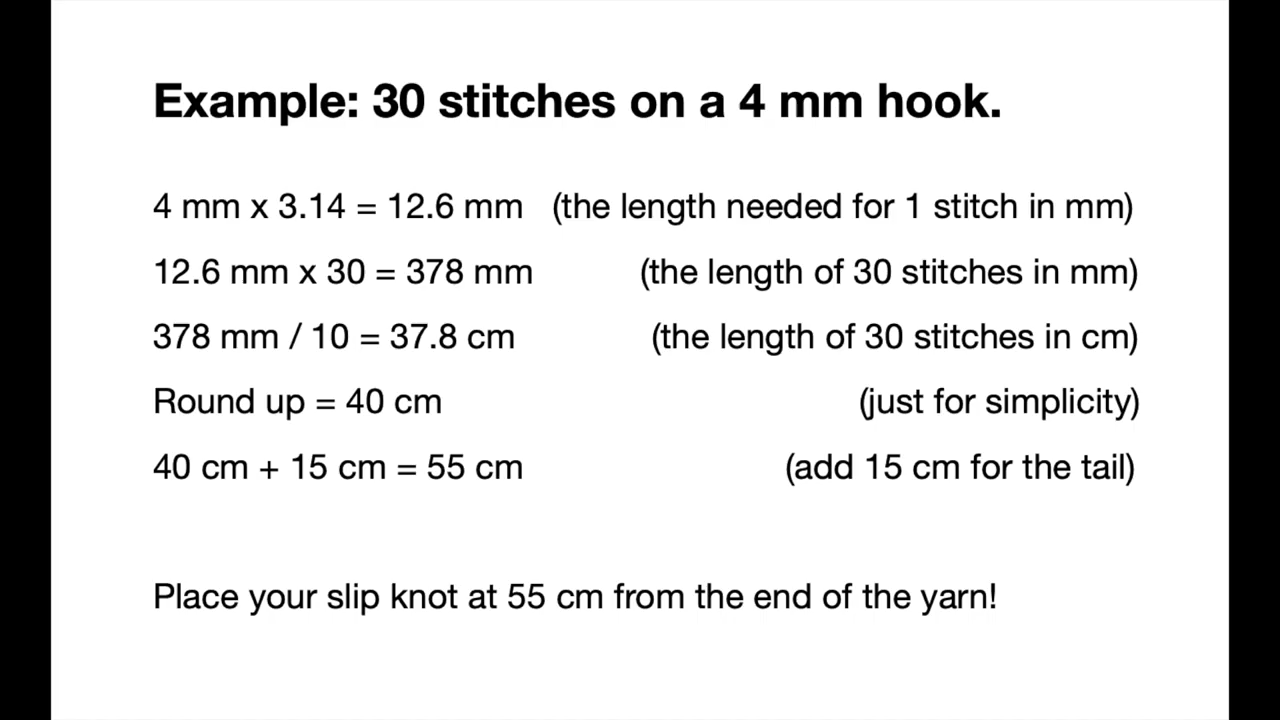 Example: 30 stitches on a 4 mm hook.
4 mm x 3.14 = 12.6 mm (the length needed for 1 stitch in mm)
12.6 mm x 30 = 378 mm (the length of 30 stitches in mm)
378 mm / 10 = 37.8 cm (the length of 30 stitches in cm)
Round up = 40 cm (just for simplicity)
40 cm + 15 cm = 55 cm (add 15 cm for the tail)
Place your slip knot at 55 cm from the end of the yarn!